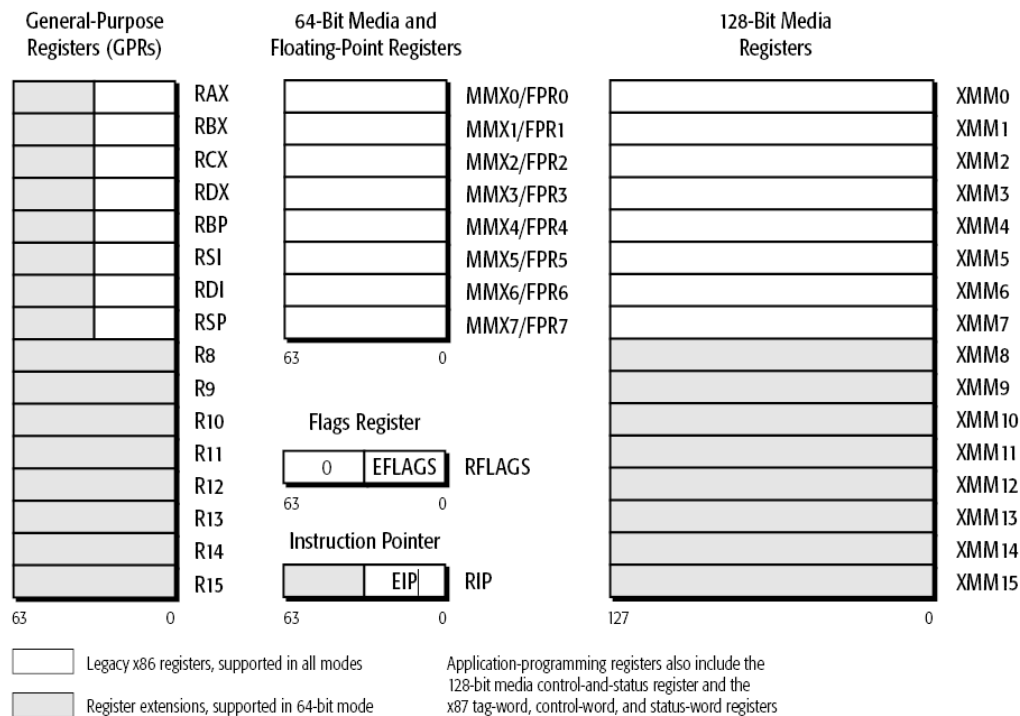 General-Purpose
Registers (GPRs)
RAX
RBX
RCX
RDX
RBP
RSI
RDI
RSP
R8
R9
R10
R11
R12
R13
R14
R15
63 0
64-Bit Media and
Floating-Point Registers
MMX0/FPR0
MMX1/FPR1
MMX2/FPR2
MMX3/FPR3
MMX4/FPR4
MMX5/FPR5
MMX6/FPR6
MMX7/FPR7
63 0
Flags Register
0 EFLAGS RFLAGS
63 0
Instruction Pointer
EIP RIP
63 0
128-Bit Media
Registers
XMM0
XMM1
XMM2
XMM3
XMM4
XMM5
XMM6
XMM7
XMM8
XMM9
XMM10
XMM11
XMM12
XMM13
XMM14
XMM15
127 0
Legacy x86 registers, supported in all modes
Register extensions, supported in 64-bit mode
Application-programming registers also include the
128-bit media control-and-status register and the
x87 tag-word, control-word, and status-word registers